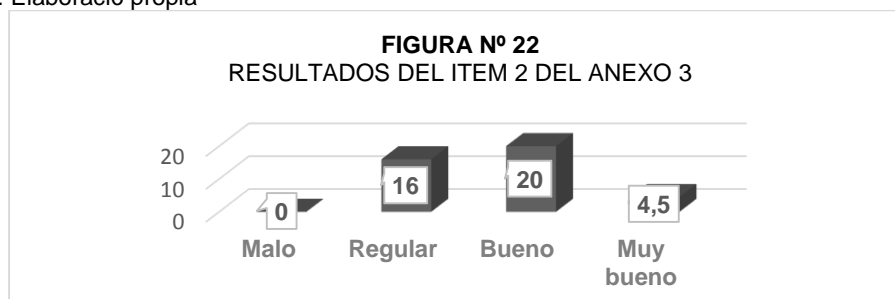 : Elaboració propia
FIGURA Nº 22
RESULTADOS DEL ITEM 2 DEL ANEXO 3
20
10
0
0
16
20
4,5
Malo
Regular
Bueno
Muy bueno